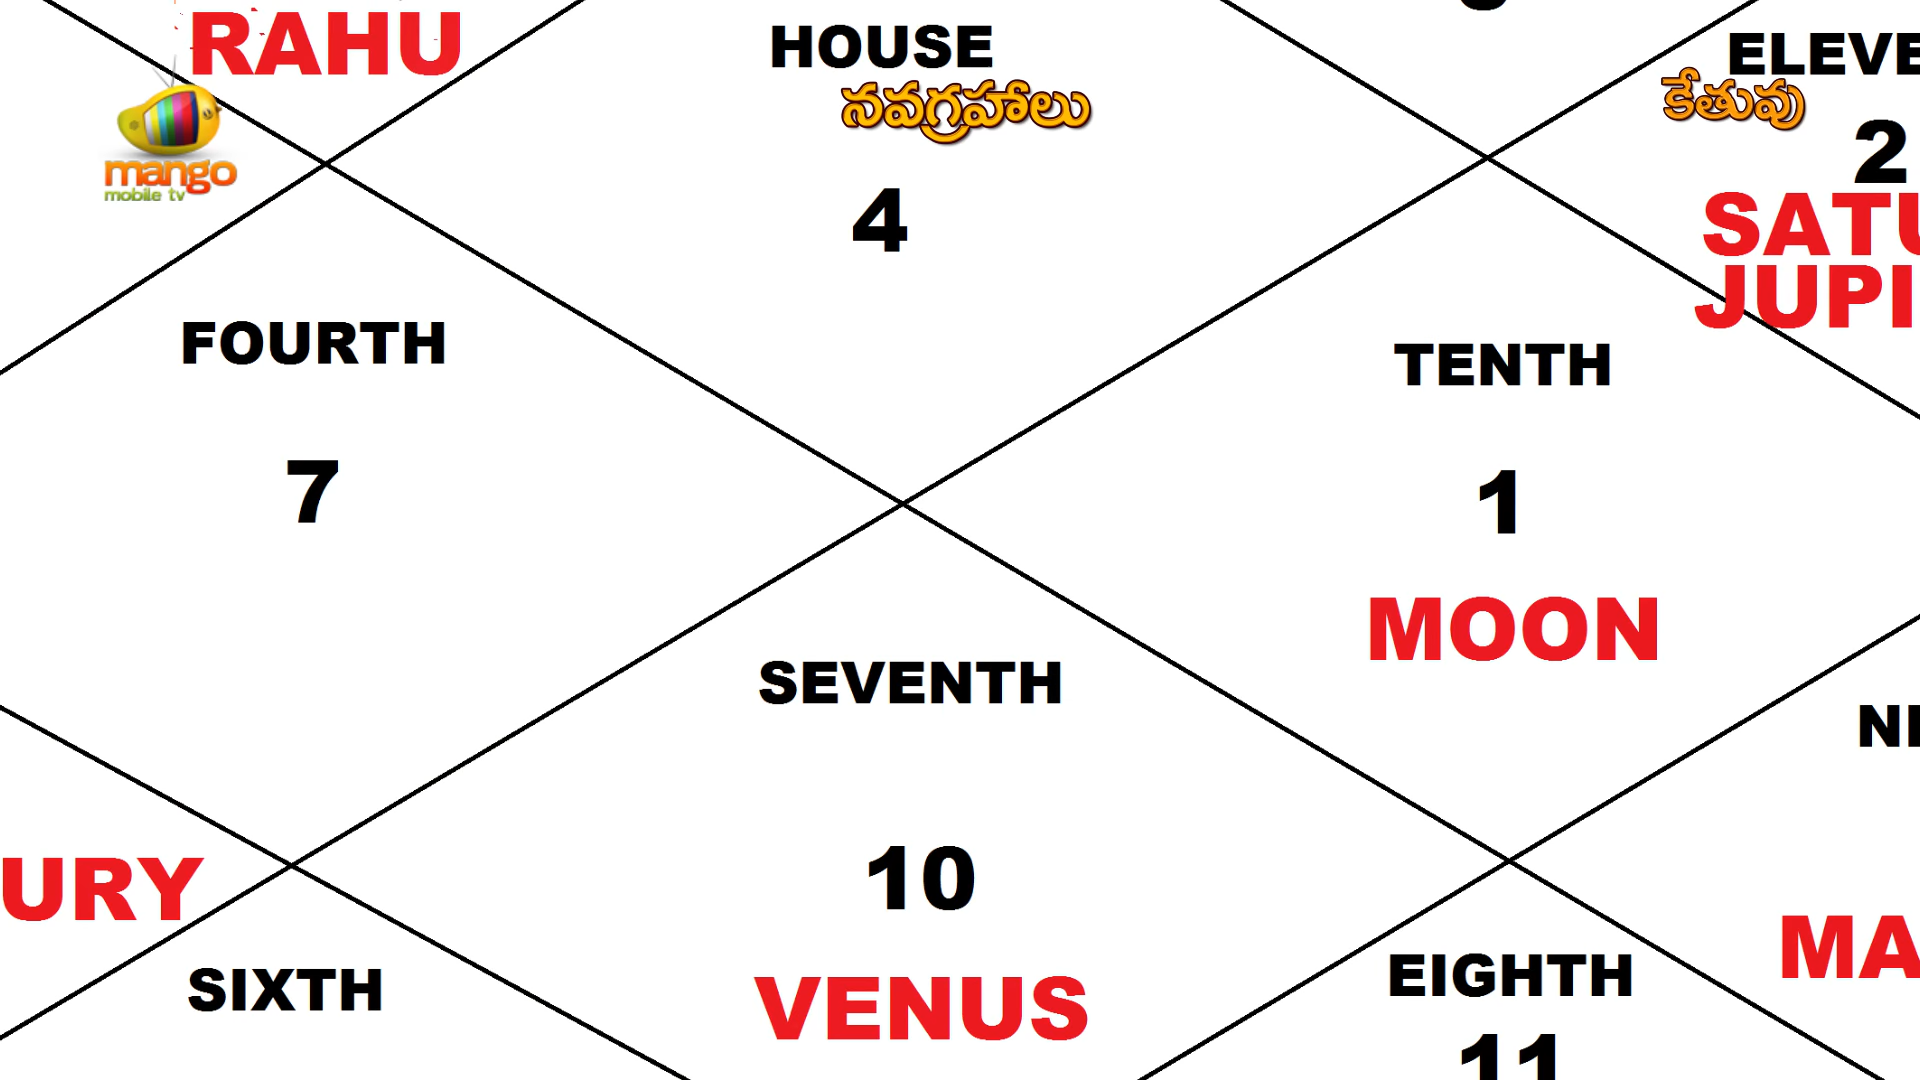 RAHU
mango
mobile tv
HOUSE
నవగ్రహాలు
4
ELEVE
కేతువు
2
SATU
JUPI
FOURTH
7
TENTH
1
MOON
SEVENTH
10
VENUS
NI
MA
URY
SIXTH
EIGHTH
11